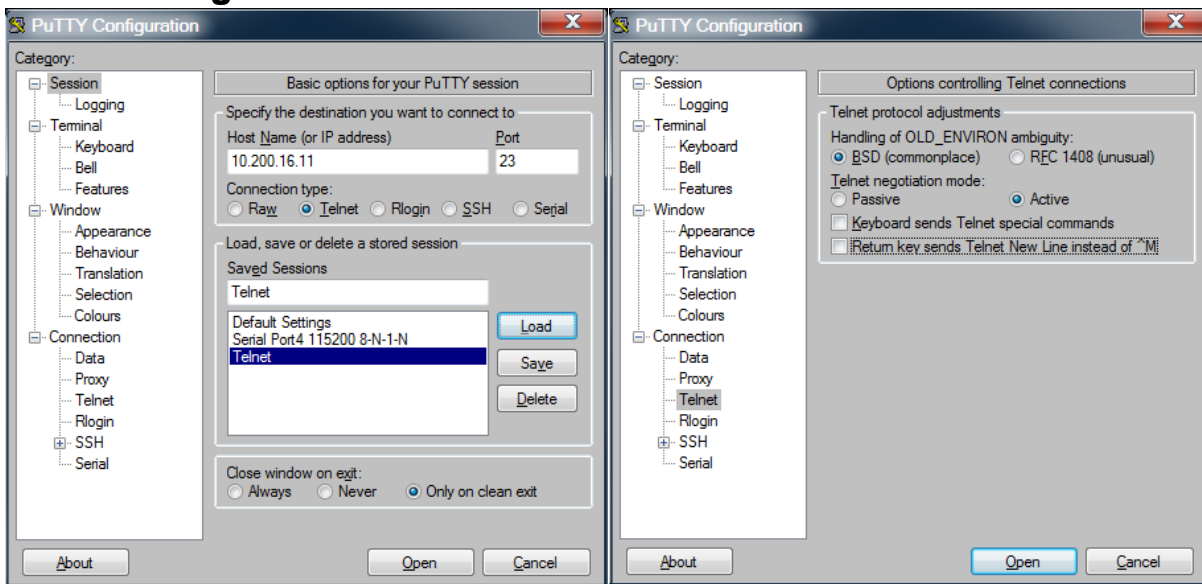 PuTTY Configuration
Category:
Session
Logging
Terminal
Keyboard
Bell
Features
Window
Appearance
Behaviour
Translation
Selection
Colours
Connection
Data
Proxy
Telnet
Rlogin
SSH
Serial
Basic options for your PuTTY session
Specify the destination you want to connect to
Host Name (or IP address) Port
10.200.16.11 23
Connection type:
Raw Telnet Rlogin SSH Serial
Load, save or delete a stored session
Saved Sessions
Telnet
Default Settings
Serial Port4 115200 8-N-1-N
Telnet
Load
Save
Delete
Close window on exit:
Always Never Only on clean exit
About Open Cancel
PuTTY Configuration
Category:
Session
Logging
Terminal
Keyboard
Bell
Features
Window
Appearance
Behaviour
Translation
Selection
Colours
Connection
Data
Proxy
Telnet
Rlogin
SSH
Serial
Options controlling Telnet connections
Telnet protocol adjustments
Handling of OLD_ENVIRON ambiguity:
BSD (commonplace) RFC 1408 (unusual)
Telnet negotiation mode:
Passive Active
Keyboard sends Telnet special commands
Return key sends Telnet New Line instead of ^M
About Open Cancel